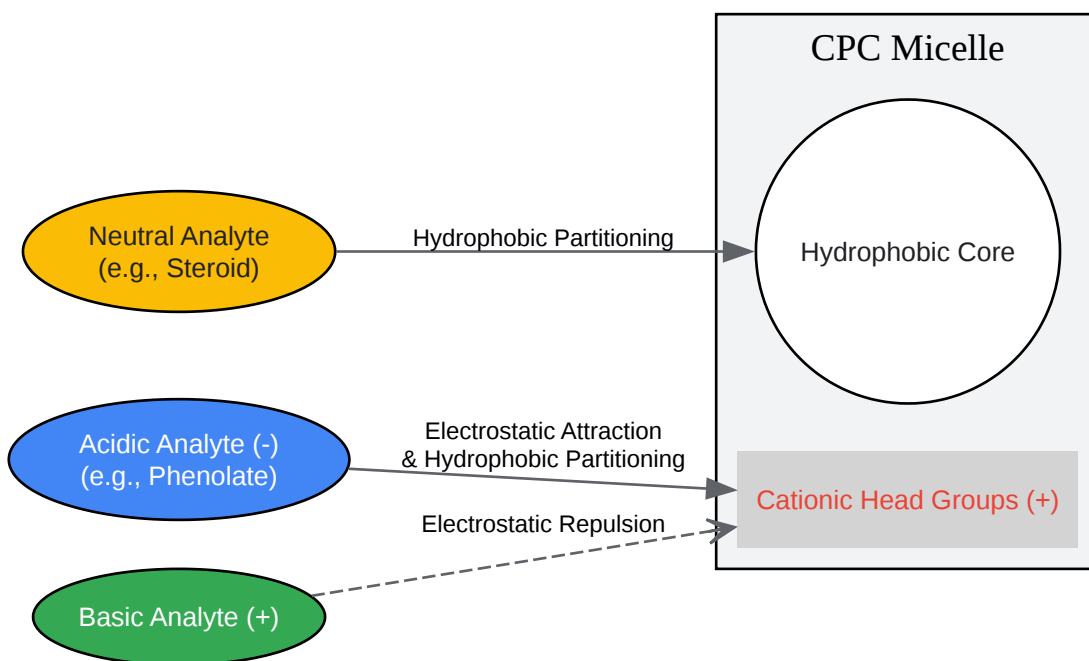 CPC Micelle
Neutral Analyte
(e.g., Steroid)
Hydrophobic Partitioning
Hydrophobic Core
Acidic Analyte (-)
(e.g., Phenolate)
Electrostatic Attraction
& Hydrophobic Partitioning
Cationic Head Groups (+)
Electrostatic Repulsion
Basic Analyte (+)